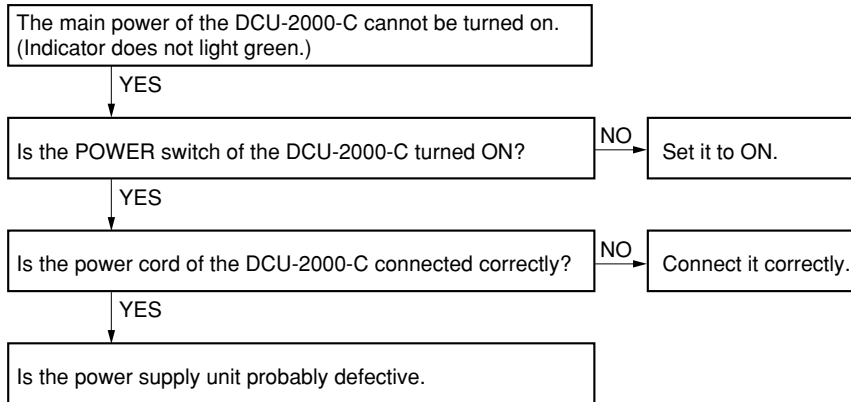 The main power of the DCU-2000-C cannot be turned on.
(Indicator does not light green.)
YES
Is the POWER switch of the DCU-2000-C turned ON?
NO
Set it to ON.
YES
Is the power cord of the DCU-2000-C connected correctly?
NO
Connect it correctly.
YES
Is the power supply unit probably defective.